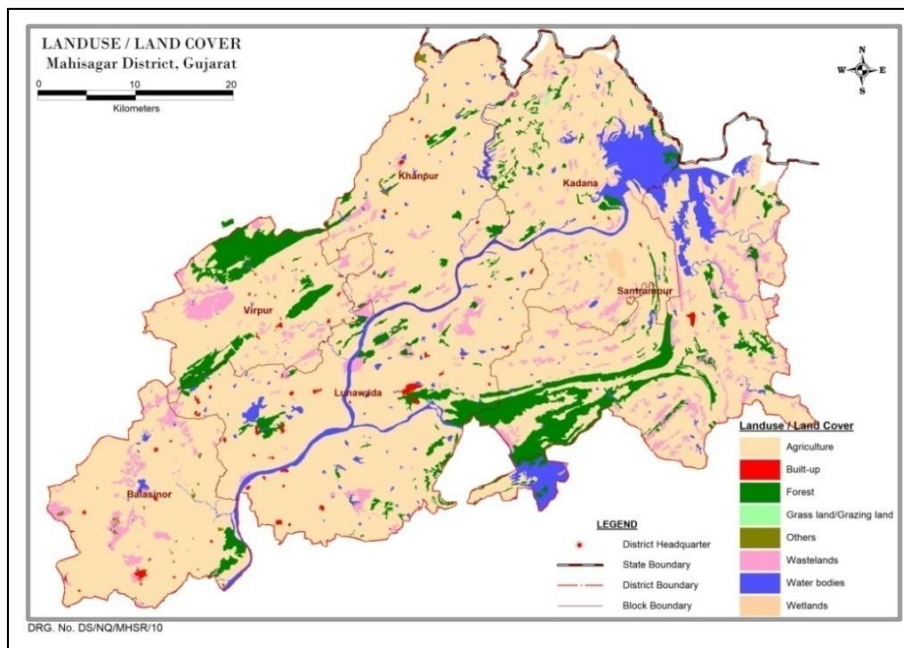 LANDUSE / LAND COVER
Mahisagar District, Gujarat
0 10 20
Kilometers
N
W E
S
Khanpur
Kadana
Virpur
Santrampur
Lunawada
Balasinor
Landuse / Land Cover
Agriculture
Built-up
Forest
Grass land/Grazing land
Others
Wastelands
Water bodies
Wetlands
LEGEND
District Headquarter
State Boundary
District Boundary
Block Boundary
DRG. No. DS/NQ/MHSR/10